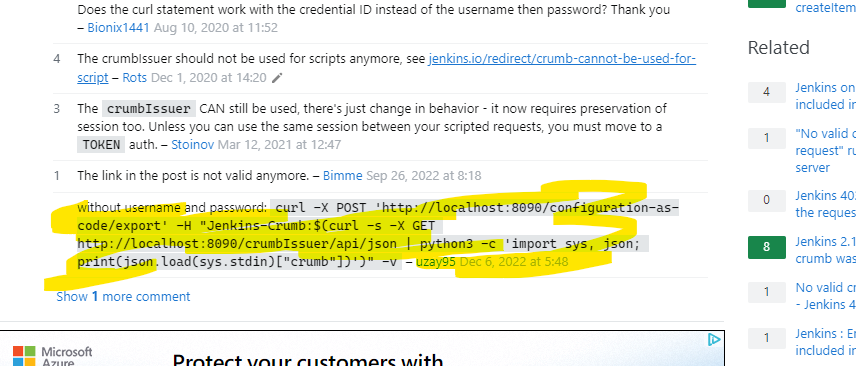 Does the curl statement work with the credential ID instead of the username then password? Thank you
– Bionix1441 Aug 10, 2020 at 11:52
4 The crumbIssuer should not be used for scripts anymore, see jenkins.io/redirect/crumb-cannot-be-used-for-
script – Rots Dec 1, 2020 at 14:20
3 The crumbIssuer CAN still be used, there's just change in behavior - it now requires preservation of
session too. Unless you can use the same session between your scripted requests, you must move to a
TOKEN auth. – Stoinov Mar 12, 2021 at 12:47
1 The link in the post is not valid anymore. – Bimme Sep 26, 2022 at 8:18
without username and password: curl -X POST 'http://localhost:8090/configuration-as-
code/export' -H "Jenkins-Crumb:$(curl -s -X GET
http://localhost:8090/crumbIssuer/api/json | python3 -c 'import sys, json;
print(json.load(sys.stdin)["crumb"])')" -v – uzay95 Dec 6, 2022 at 5:48
Show 1 more comment
Microsoft
Azure
Protect your customers with
createItem
Related
4 Jenkins on
included in
1 "No valid c
request" ru
server
0 Jenkins 40
the reques
8 Jenkins 2.1
crumb was
1 No valid cr
- Jenkins 4
1 Jenkins : Er
included in